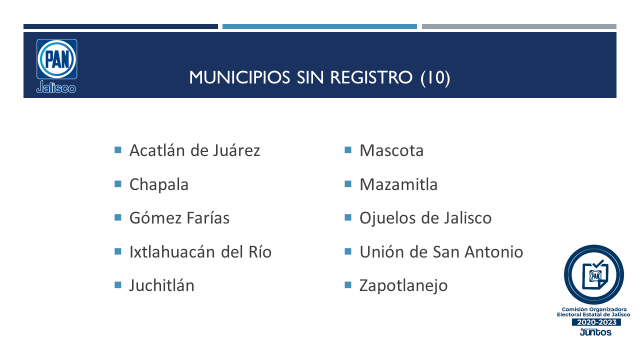 PAN
Jalisco
MUNICIPIOS SIN REGISTRO (10)
Acatlán de Juárez
Chapala
Gómez Farías
Ixtlahuacán del Río
Juchitlán
Mascota
Mazamitla
Ojuelos de Jalisco
Unión de San Antonio
Zapotlanejo
PAN
Comisión Organizadora
Electoral Estatal de Jalisco
2020-2023
Juntos